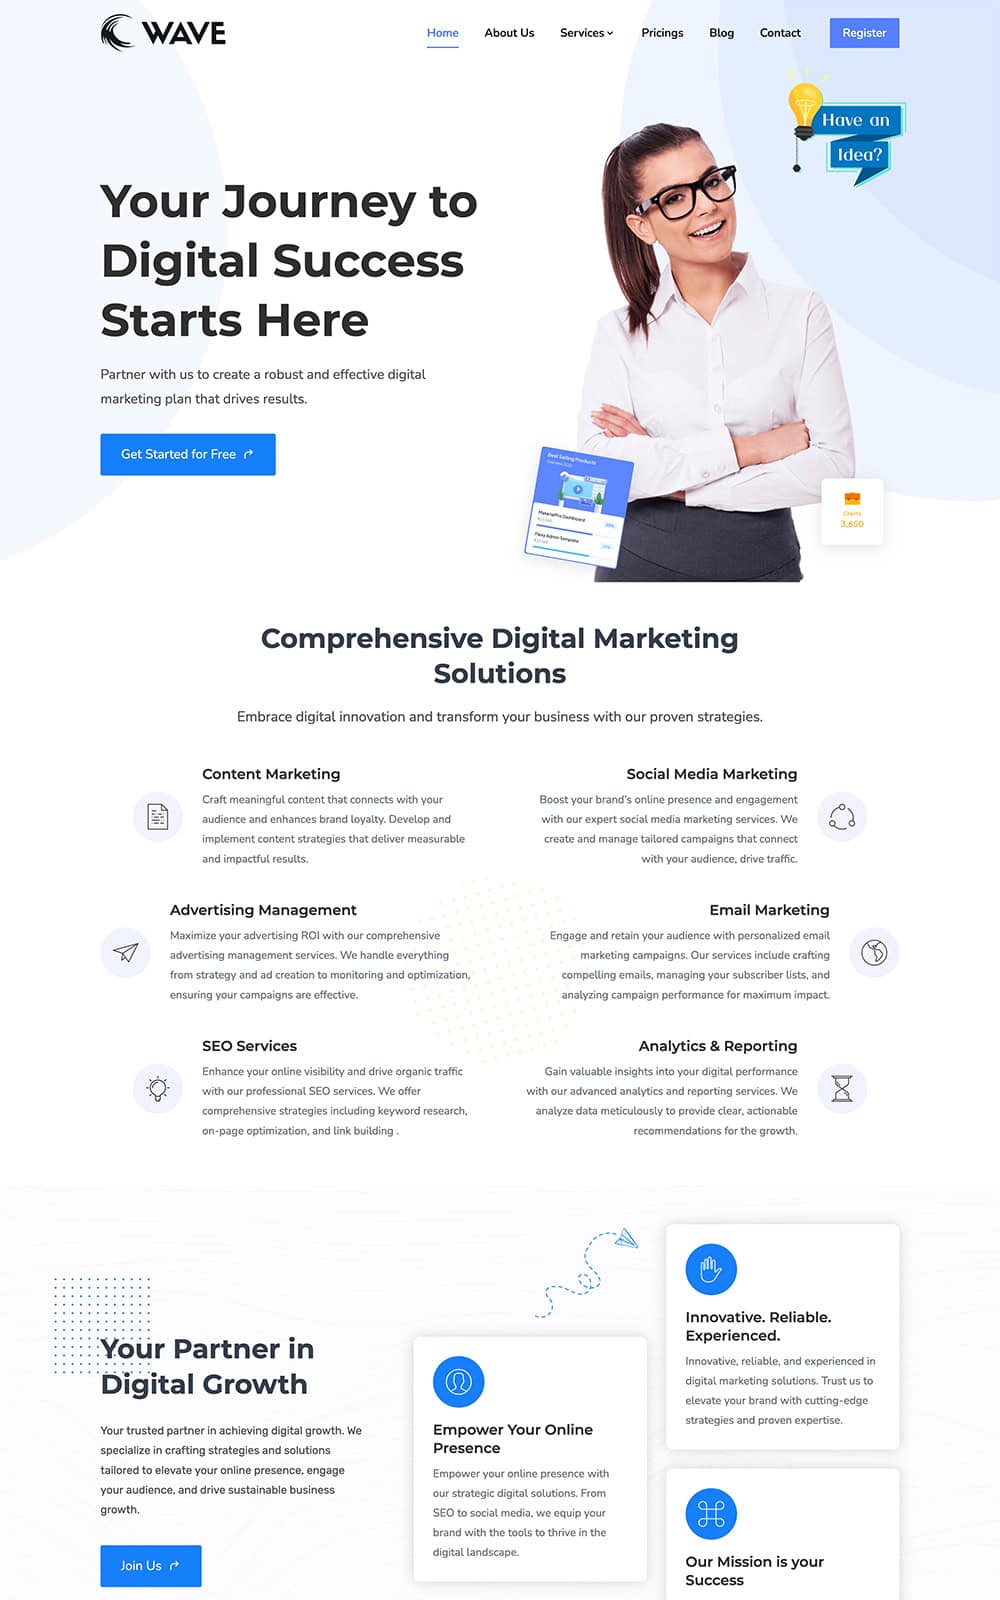 WAVE
Home
About Us
Services
Pricings
Blog
Contact
Register
Have an
Idea?
Your Journey to
Digital Success
Starts Here
Partner with us to create a robust and effective digital
marketing plan that drives results.
Get Started for Free
Best Selling Products
Overview 2020
MaterialPro Dashboard
Flexy Admin Template
Clients
3,650
Comprehensive Digital Marketing
Solutions
Embrace digital innovation and transform your business with our proven strategies.
Content Marketing
Craft meaningful content that connects with your
audience and enhances brand loyalty. Develop and
implement content strategies that deliver measurable
and impactful results.
Social Media Marketing
Boost your brand's online presence and engagement
with our expert social media marketing services. We
create and manage tailored campaigns that connect
with your audience, drive traffic.
Advertising Management
Maximize your advertising ROI with our comprehensive
advertising management services. We handle everything
from strategy and ad creation to monitoring and optimization,
ensuring your campaigns are effective.
Email Marketing
Engage and retain your audience with personalized email
marketing campaigns. Our services include crafting
compelling emails, managing your subscriber lists, and
analyzing campaign performance for maximum impact.
SEO Services
Enhance your online visibility and drive organic traffic
with our professional SEO services. We offer
comprehensive strategies including keyword research,
on-page optimization, and link building .
Analytics & Reporting
Gain valuable insights into your digital performance
with our advanced analytics and reporting services. We
analyze data meticulously to provide clear, actionable
recommendations for the growth.
Your Partner in
Digital Growth
Your trusted partner in achieving digital growth. We
specialize in crafting strategies and solutions
tailored to elevate your online presence, engage
your audience, and drive sustainable business
growth.
Join Us
Empower Your Online
Presence
Empower your online presence with
our strategic digital solutions. From
SEO to social media, we equip your
brand with the tools to thrive in the
digital landscape.
Innovative. Reliable.
Experienced.
Innovative, reliable, and experienced in
digital marketing solutions. Trust us to
elevate your brand with cutting-edge
strategies and proven expertise.
Our Mission is your
Success